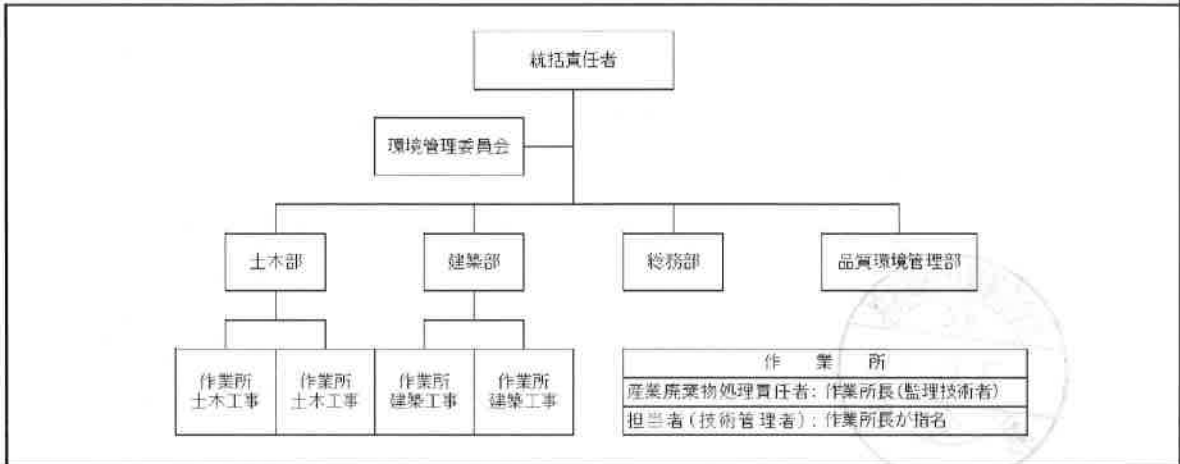 統括責任者
環境管理委員会
土木部
建築部
総務部
品質環境管理部
作業所
土木工事
作業所
土木工事
作業所
建築工事
作業所
建築工事
作 業 所
産業廃棄物処理責任者：作業所長(監理技術者)
担当者(技術管理者)：作業所長が指名